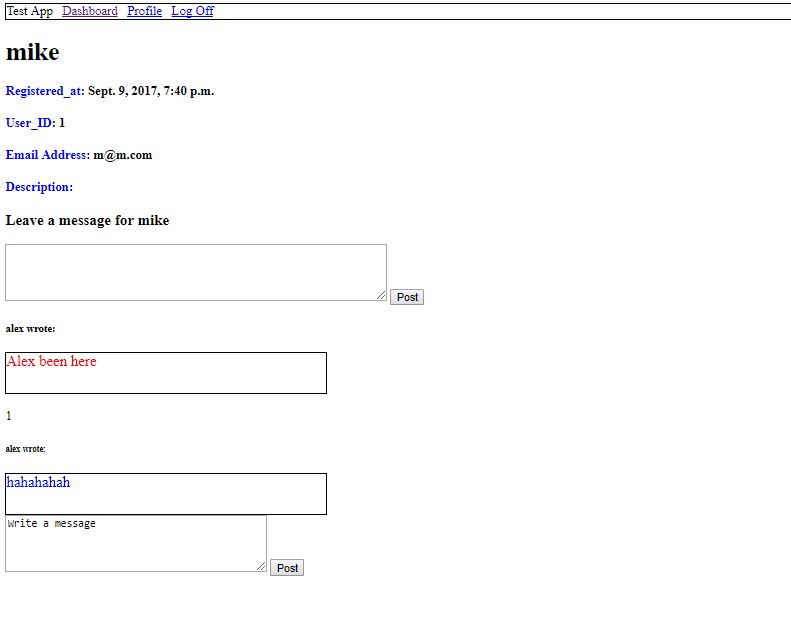 Test App Dashboard Profile Log Off
mike
Registered_at: Sept. 9, 2017, 7:40 p.m.
User_ID: 1
Email Address: m@m.com
Description:
Leave a message for mike
Post
alex wrote:
Alex been here
1
alex wrote:
hahahahah
Write a message
Post